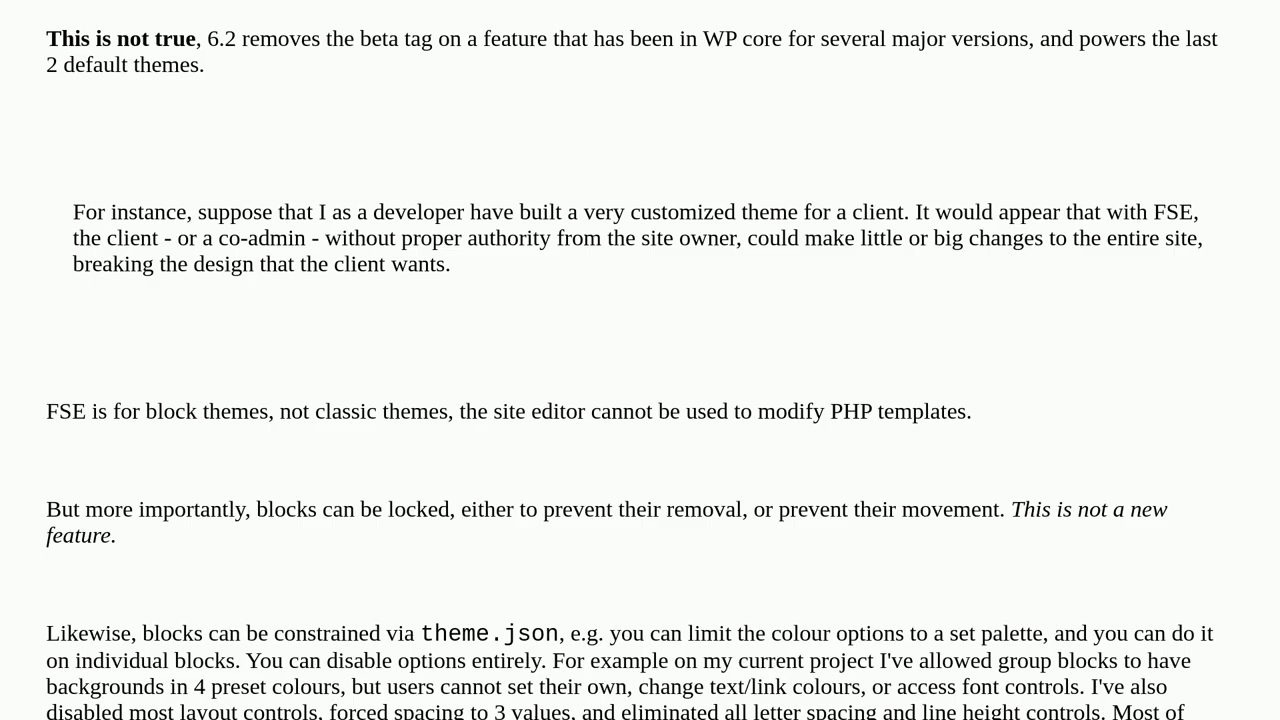 This is not true, 6.2 removes the beta tag on a feature that has been in WP core for several major versions, and powers the last
2 default themes.
For instance, suppose that I as a developer have built a very customized theme for a client. It would appear that with FSE,
the client - or a co-admin - without proper authority from the site owner, could make little or big changes to the entire site,
breaking the design that the client wants.
FSE is for block themes, not classic themes, the site editor cannot be used to modify PHP templates.
But more importantly, blocks can be locked, either to prevent their removal, or prevent their movement. This is not a new
feature.
Likewise, blocks can be constrained via theme.json, e.g. you can limit the colour options to a set palette, and you can do it
on individual blocks. You can disable options entirely. For example on my current project I've allowed group blocks to have
backgrounds in 4 preset colours, but users cannot set their own, change text/link colours, or access font controls. I've also
disabled most layout controls, forced spacing to 3 values, and eliminated all letter spacing and line height controls. Most of